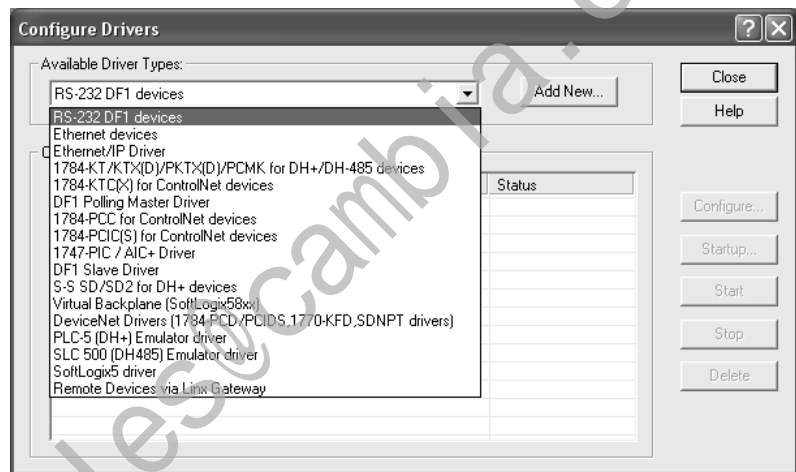 Configure Drivers
Available Driver Types:
RS-232 DF1 devices
Add New...
Close
Help
RS-232 DF1 devices
Ethernet devices
Ethernet/IP Driver
1784-KT/KTX(D)/PKTX(D)/PCMK for DH+/DH-485 devices
1784-KTC(X) for ControlNet devices
DF1 Polling Master Driver
1784-PCC for ControlNet devices
1784-PCIC(S) for ControlNet devices
1747-PIC / AIC+ Driver
DF1 Slave Driver
S-S SD/SD2 for DH+ devices
Virtual Backplane (SoftLogix58xx)
DeviceNet Drivers (1784-PCD/PCIDS,1770-KFD,SDNPT drivers)
PLC-5 (DH+) Emulator driver
SLC 500 (DH485) Emulator driver
SoftLogix5 driver
Remote Devices via Linx Gateway
Status
Configure...
Startup...
Start
Stop
Delete
les@cambia.